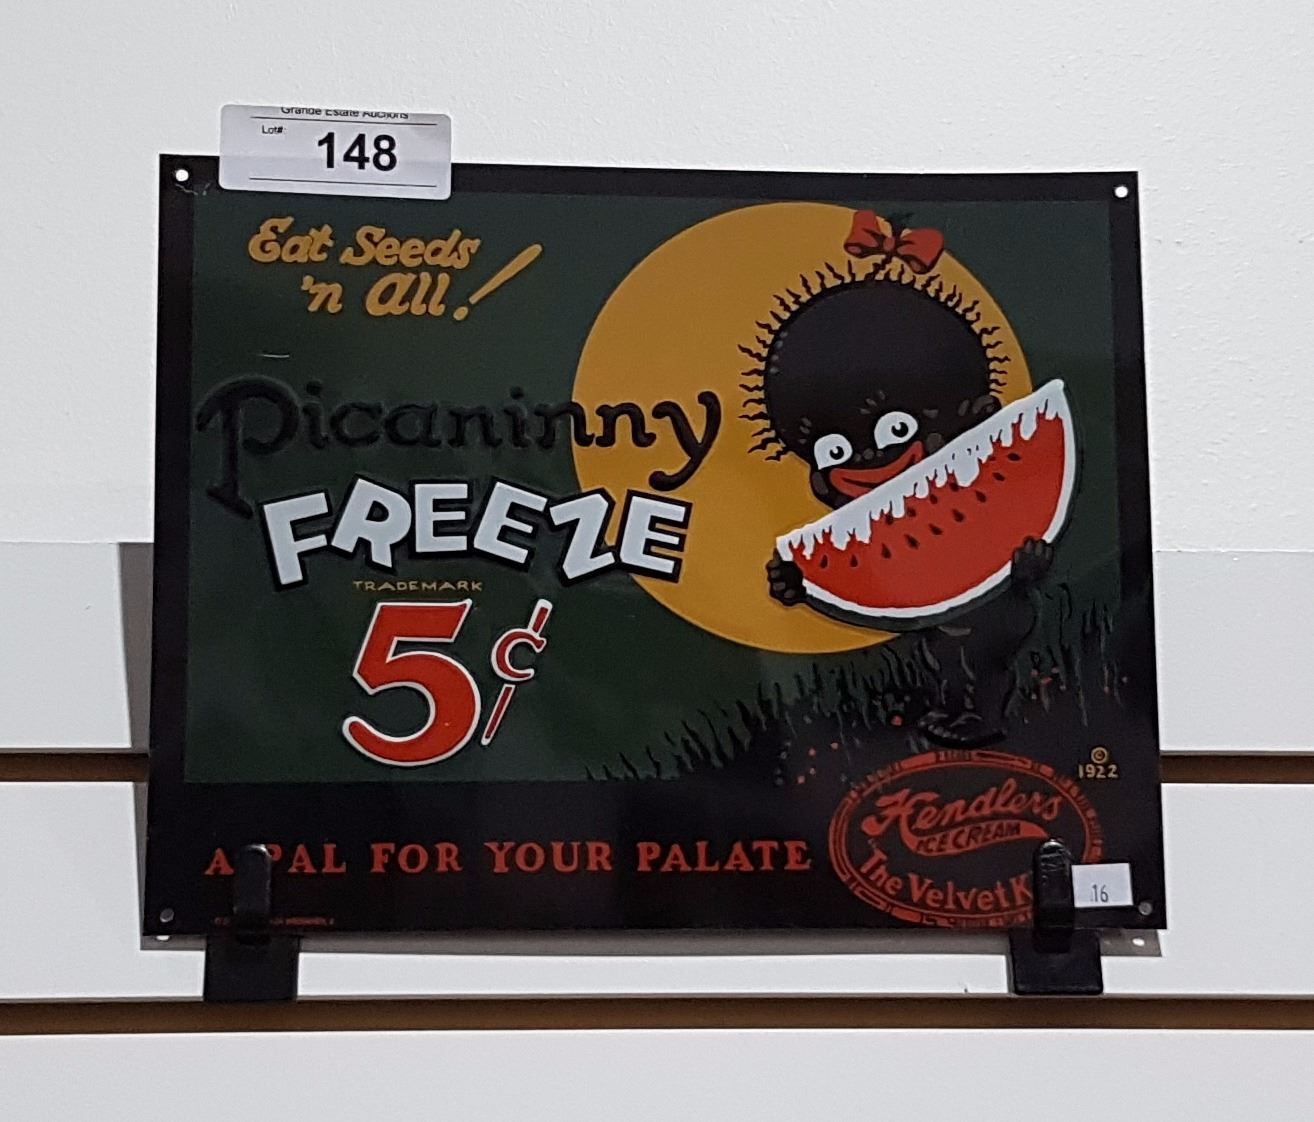 Grande Estate Auctions
Lot#:
148
Eat Seeds
'n all!
Picaninny
FREEZE
TRADEMARK
5¢
© 1922
Hendlers
ICE CREAM
The Velvet K
A PAL FOR YOUR PALATE
16